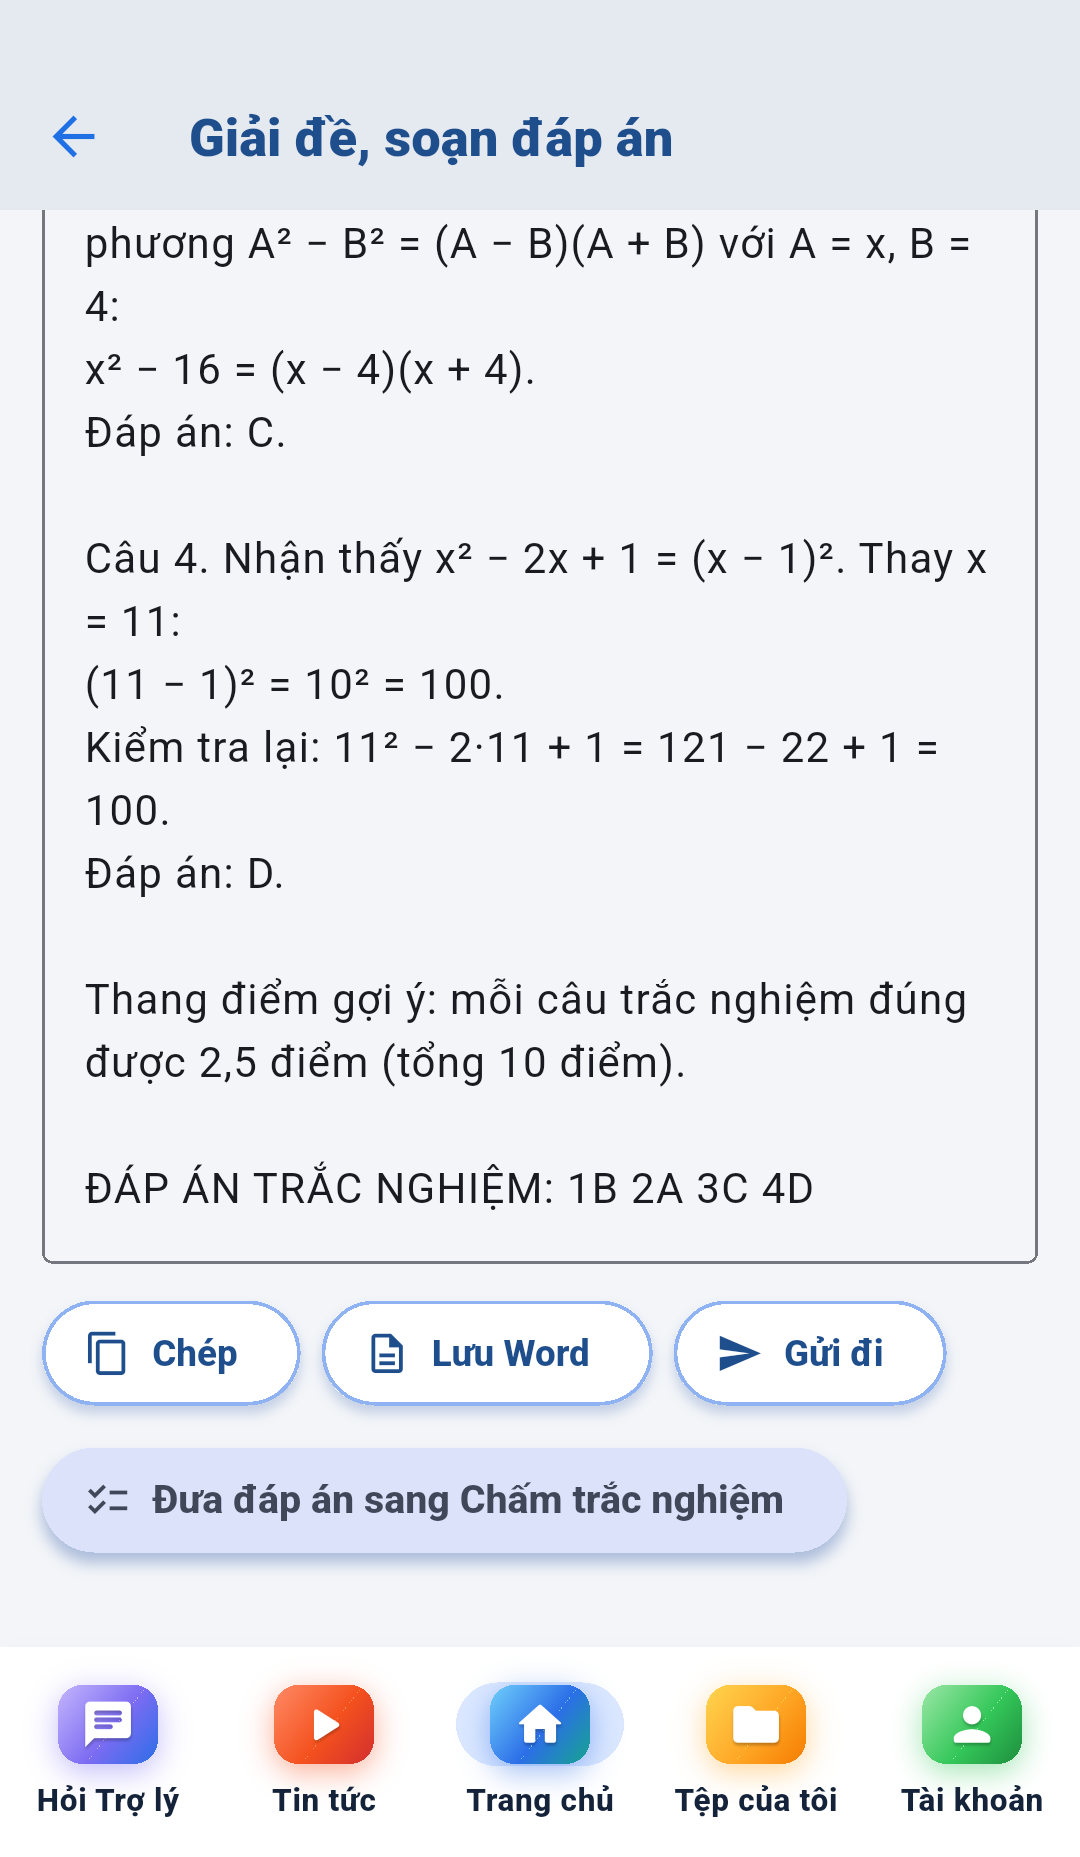 Giải đề, soạn đáp án
phương A² − B² = (A − B)(A + B) với A = x, B =
4:
x² − 16 = (x − 4)(x + 4).
Đáp án: C.
Câu 4. Nhận thấy x² − 2x + 1 = (x − 1)². Thay x
= 11:
(11 − 1)² = 10² = 100.
Kiểm tra lại: 11² − 2·11 + 1 = 121 − 22 + 1 =
100.
Đáp án: D.
Thang điểm gợi ý: mỗi câu trắc nghiệm đúng
được 2,5 điểm (tổng 10 điểm).
ĐÁP ÁN TRẮC NGHIỆM: 1B 2A 3C 4D
Chép
Lưu Word
Gửi đi
Đưa đáp án sang Chấm trắc nghiệm
Hỏi Trợ lý
Tin tức
Trang chủ
Tệp của tôi
Tài khoản